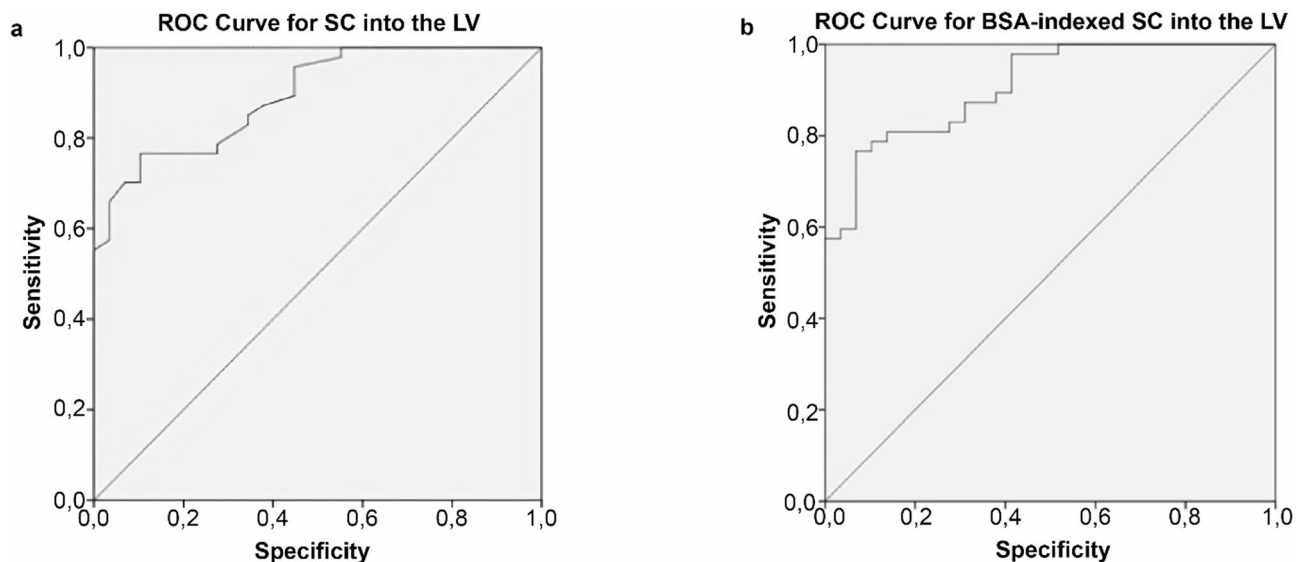 a
ROC Curve for SC into the LV
1,0
0,8
0,6
0,4
0,2
0,0
Sensitivity
0,0 0,2 0,4 0,6 0,8 1,0
Specificity
b
ROC Curve for BSA-indexed SC into the LV
1,0
0,8
0,6
0,4
0,2
0,0
Sensitivity
0,0 0,2 0,4 0,6 0,8 1,0
Specificity